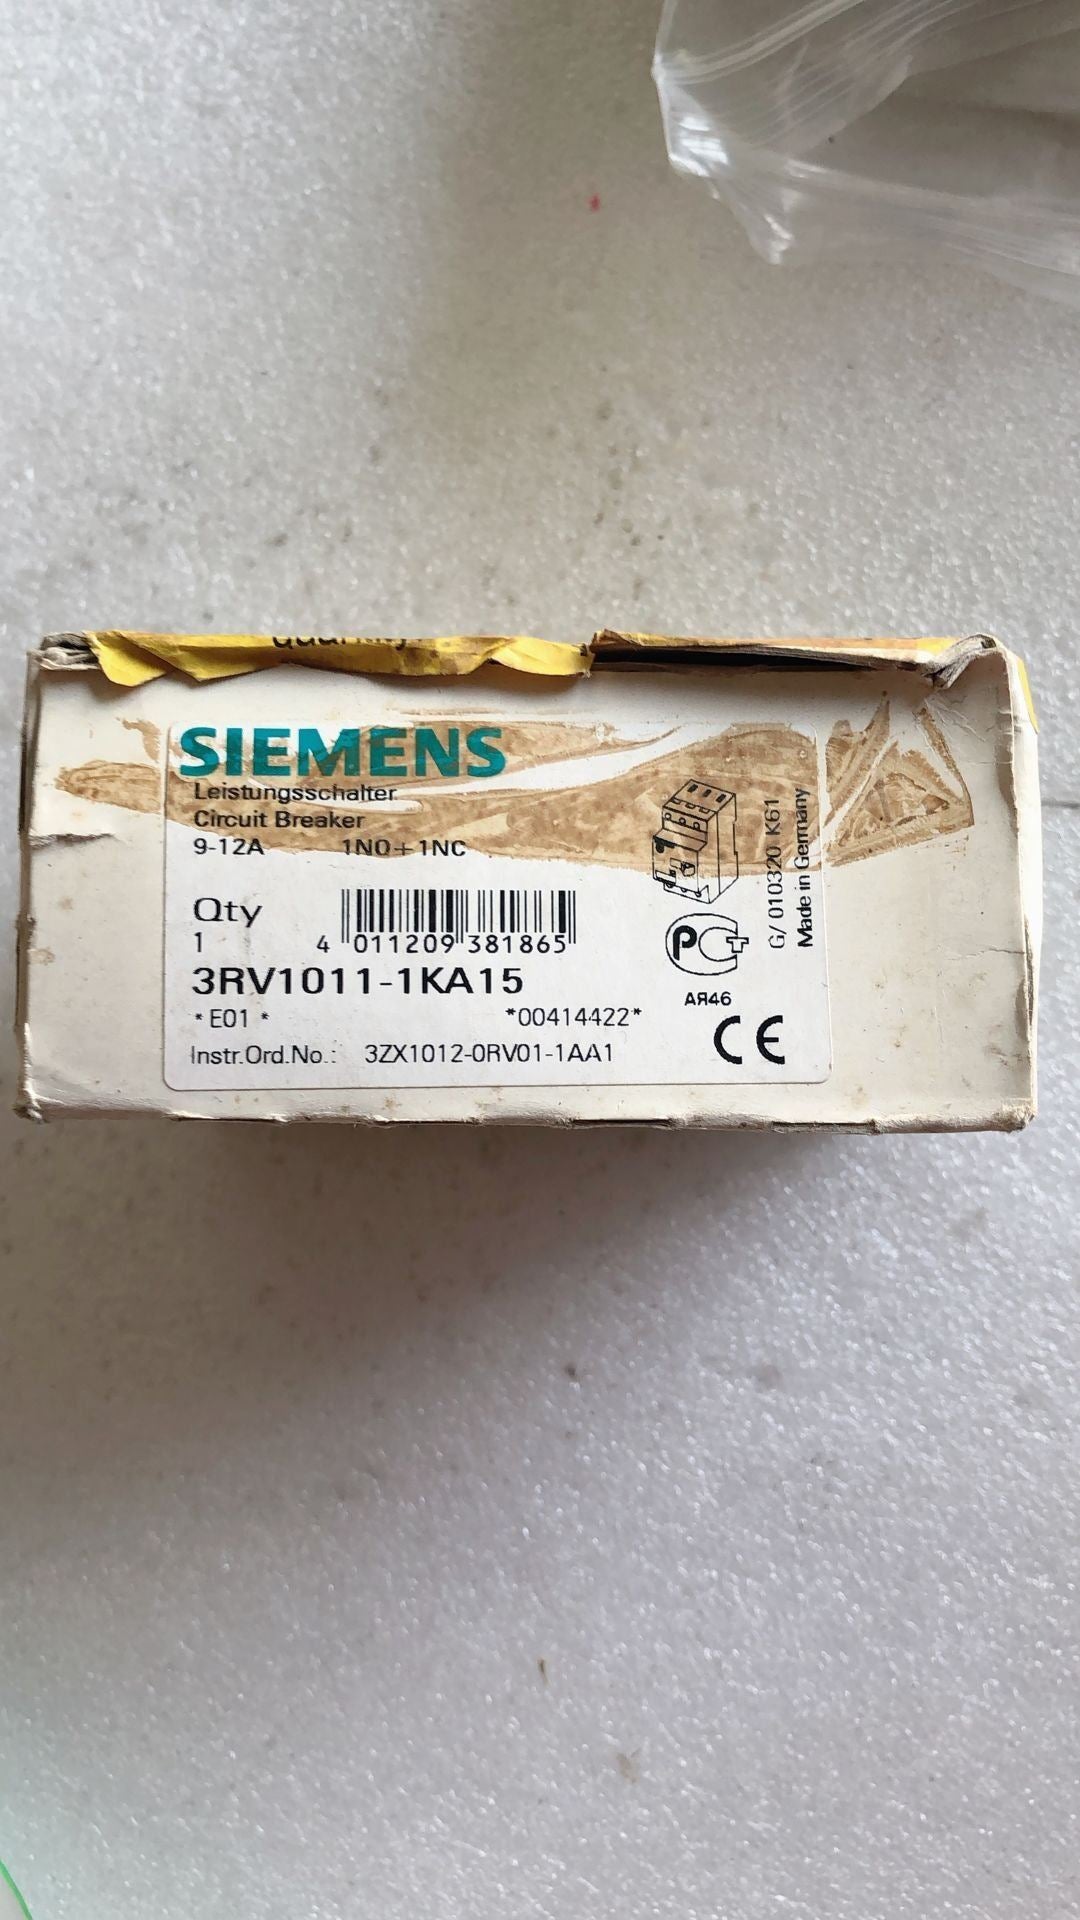 SIEMENS
Leistungsschalter
Circuit Breaker
9-12A 1NO+1NC
Qty
1
4 011209 381865
3RV1011-1KA15
*E01* *00414422*
Instr.Ord.No.: 3ZX1012-0RV01-1AA1
G/ 010320 K61
Made in Germany
АЯ46
CE